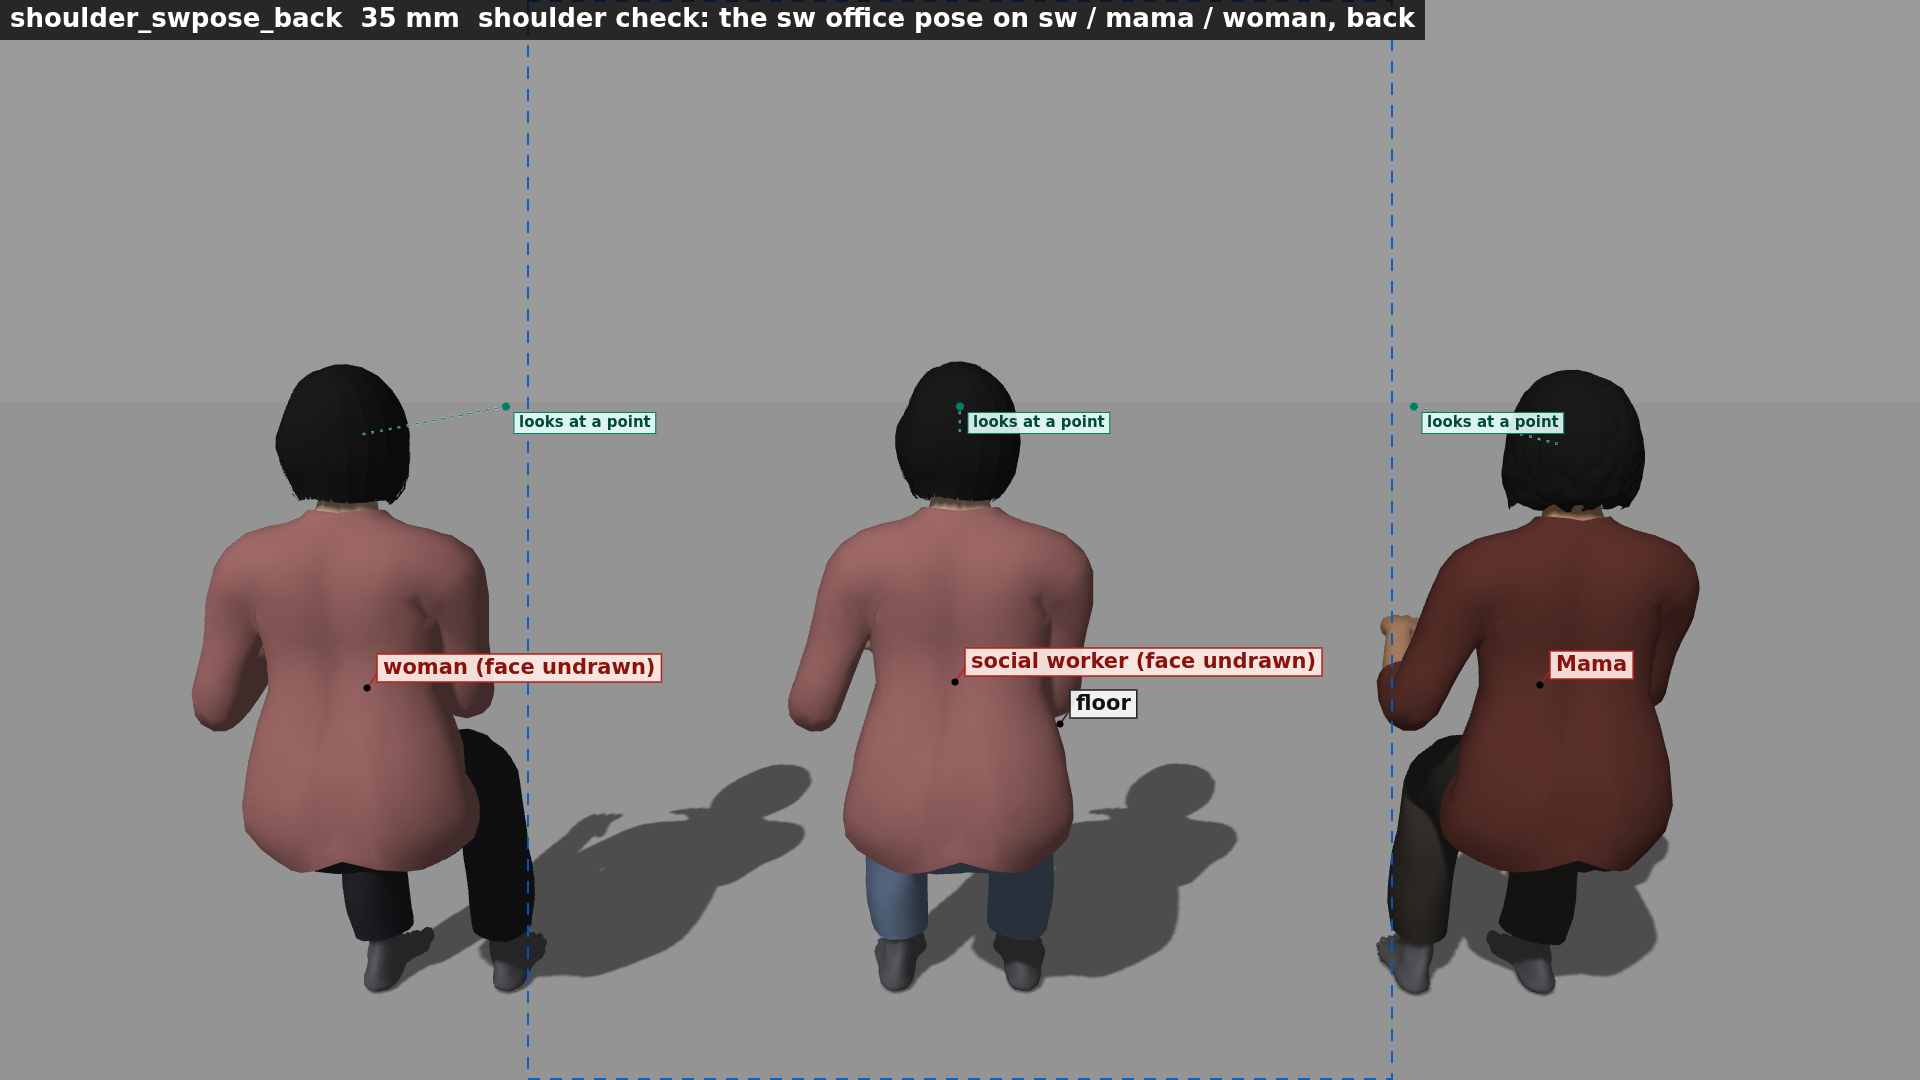 shoulder_swpose_back  35 mm  shoulder check: the sw office pose on sw / mama / woman, back
looks at a point
looks at a point
looks at a point
woman (face undrawn)
social worker (face undrawn)
Mama
floor